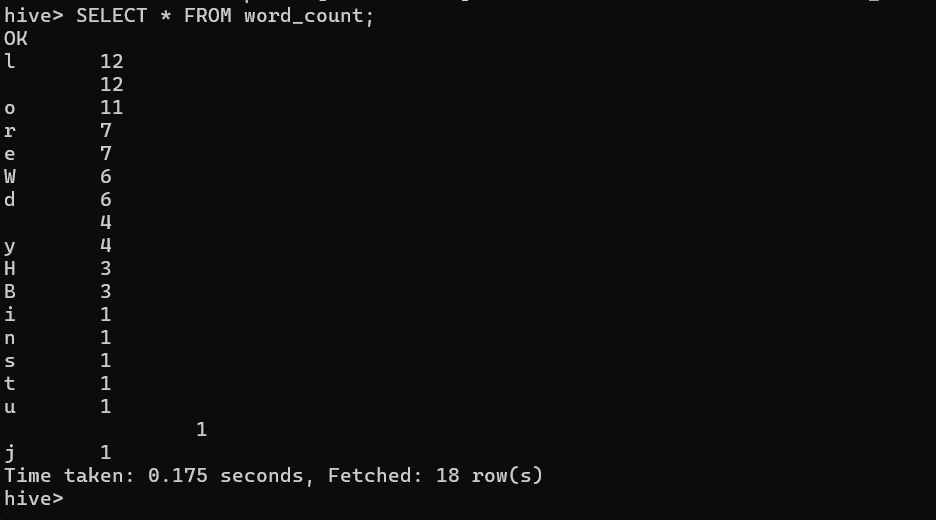 hive> SELECT * FROM word_count;
OK
l       12
        12
o       11
r       7
e       7
W       6
d       6
        4
y       4
H       3
B       3
i       1
n       1
s       1
t       1
u       1
                1
j       1
Time taken: 0.175 seconds, Fetched: 18 row(s)
hive>